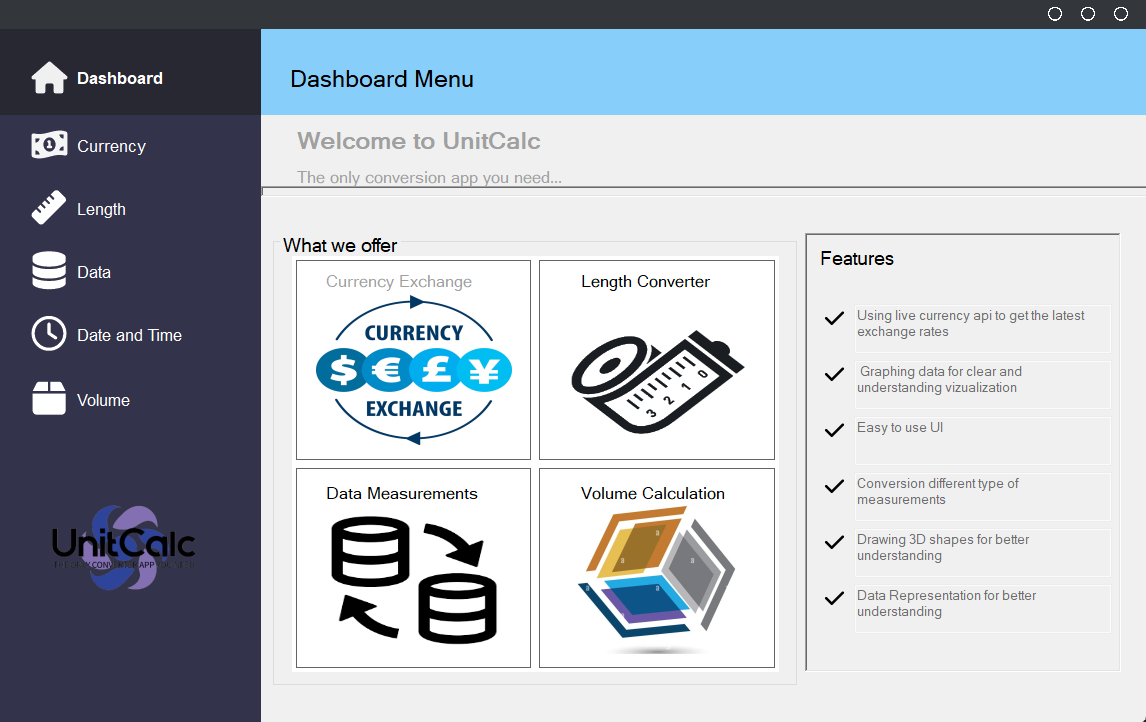 Dashboard
Currency
Length
Data
Date and Time
Volume
UnitCalc
Dashboard Menu
Welcome to UnitCalc
The only conversion app you need...
What we offer
Currency Exchange
CURRENCY
$ € £ ¥
EXCHANGE
Length Converter
3 2 1 0
Data Measurements
Volume Calculation
Features
Using live currency api to get the latest
exchange rates
Graphing data for clear and
understanding vizualization
Easy to use UI
Conversion different type of
measurements
Drawing 3D shapes for better
understanding
Data Representation for better
understanding